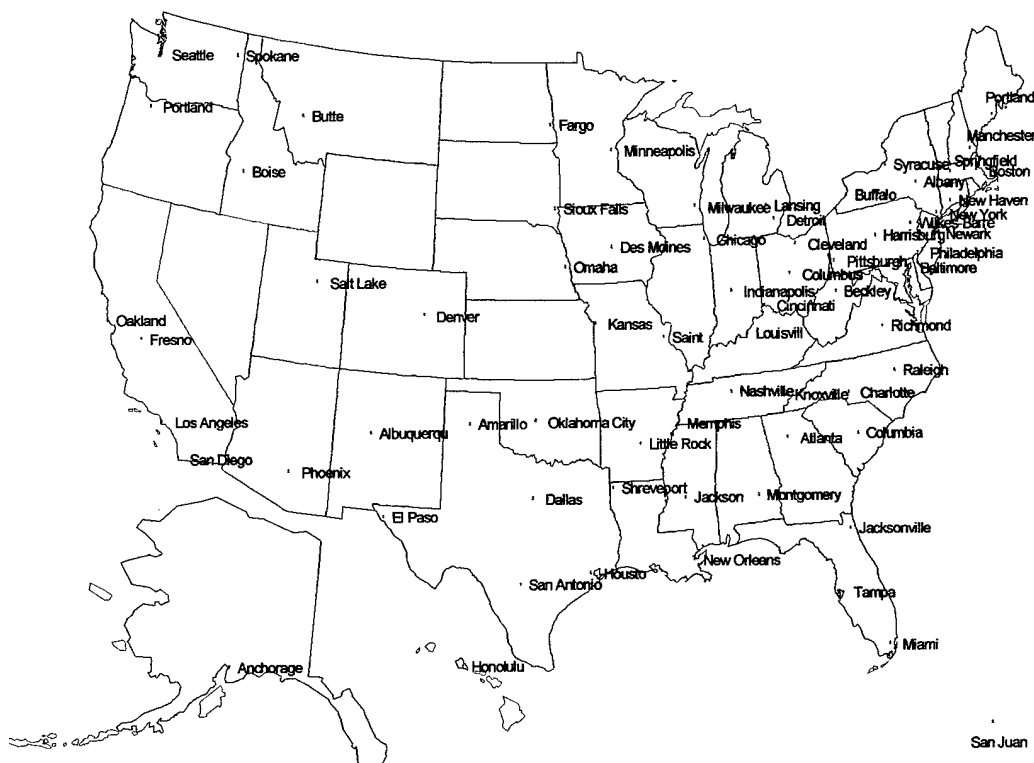 Seattle
Spokane
Portland
Butte
Fargo
Portland
Minneapolis
Manchester
Boise
Syracuse
Springfield
Boston
Albany
Buffalo
New Haven
Sioux Falls
Milwaukee
Lansing
New York
Detroit
Wilkes-Barre
Des Moines
Chicago
Cleveland
Harrisburg
Newark
Philadelphia
Omaha
Pittsburgh
Baltimore
Salt Lake
Columbus
Indianapolis
Beckley
Cincinnati
Denver
Oakland
Kansas
Saint
Louisvill
Richmond
Fresno
Raleigh
Nashville
Knoxville
Charlotte
Los Angeles
Albuquerqu
Amarillo
Oklahoma City
Memphis
Little Rock
Atlanta
Columbia
San Diego
Phoenix
Shreveport
Dallas
Jackson
Montgomery
El Paso
Jacksonville
New Orleans
San Antonio
Housto
Tampa
Miami
Anchorage
Honolulu
San Juan